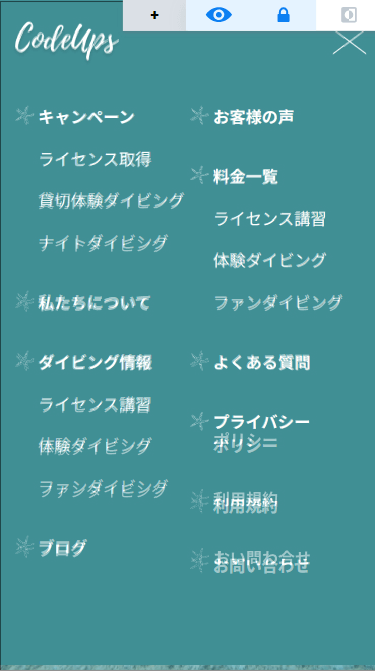 CodeUps
キャンペーン
ライセンス取得
貸切体験ダイビング
ナイトダイビング
私たちについて
ダイビング情報
ライセンス講習
体験ダイビング
ファンダイビング
ブログ
お客様の声
料金一覧
ライセンス講習
体験ダイビング
ファンダイビング
よくある質問
プライバシー
ポリシー
利用規約
お問い合わせ